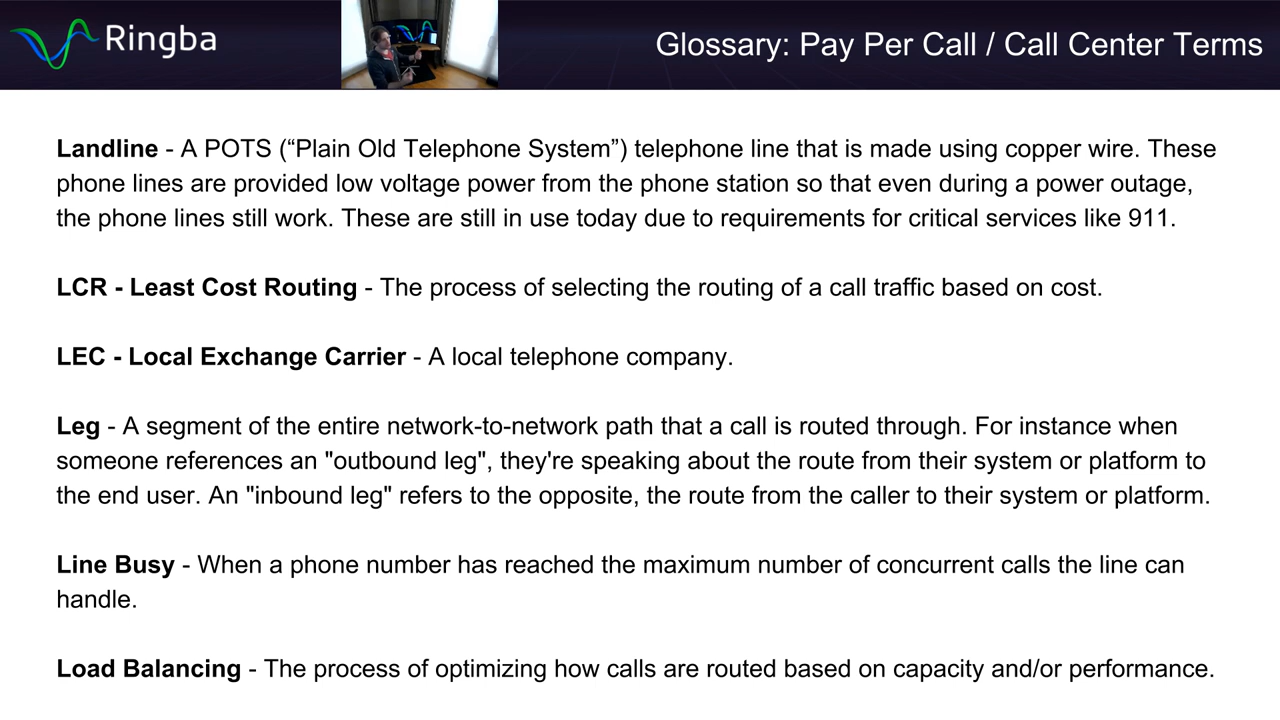 Ringba
Glossary: Pay Per Call / Call Center Terms
Landline - A POTS (“Plain Old Telephone System”) telephone line that is made using copper wire. These
phone lines are provided low voltage power from the phone station so that even during a power outage,
the phone lines still work. These are still in use today due to requirements for critical services like 911.
LCR - Least Cost Routing - The process of selecting the routing of a call traffic based on cost.
LEC - Local Exchange Carrier - A local telephone company.
Leg - A segment of the entire network-to-network path that a call is routed through. For instance when
someone references an "outbound leg", they're speaking about the route from their system or platform to
the end user. An "inbound leg" refers to the opposite, the route from the caller to their system or platform.
Line Busy - When a phone number has reached the maximum number of concurrent calls the line can
handle.
Load Balancing - The process of optimizing how calls are routed based on capacity and/or performance.